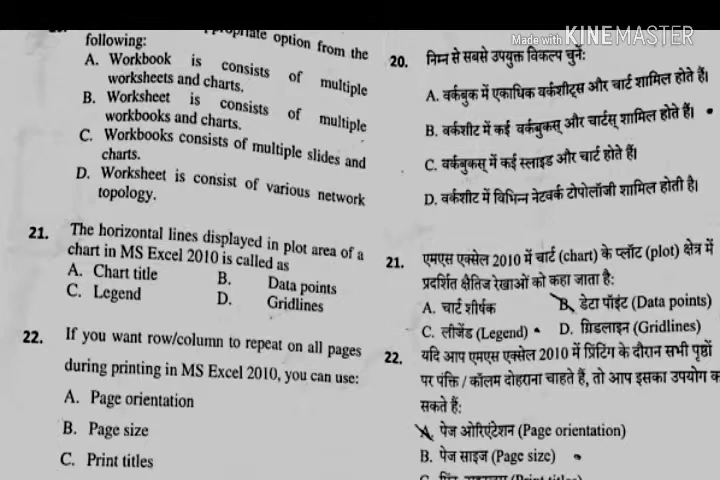 Made with KINEMASTER
ppropriate option from the
following:
A. Workbook is consists of multiple
worksheets and charts.
B. Worksheet is consists of multiple
workbooks and charts.
C. Workbooks consists of multiple slides and
charts.
D. Worksheet is consist of various network
topology.
21. The horizontal lines displayed in plot area of a
chart in MS Excel 2010 is called as
A. Chart title B. Data points
C. Legend D. Gridlines
22. If you want row/column to repeat on all pages
during printing in MS Excel 2010, you can use:
A. Page orientation
B. Page size
C. Print titles
20. निम्न से सबसे उपयुक्त विकल्प चुनें:
A. वर्कबुक में एकाधिक वर्कशीट्स और चार्ट शामिल होते हैं।
B. वर्कशीट में कई वर्कबुकस् और चार्टस् शामिल होते हैं।
C. वर्कबुकस् में कई स्लाइड और चार्ट होते हैं।
D. वर्कशीट में विभिन्न नेटवर्क टोपोलॉजी शामिल होती है।
21. एमएस एक्सेल 2010 में चार्ट (chart) के प्लॉट (plot) क्षेत्र में
प्रदर्शित क्षैतिज रेखाओं को कहा जाता है:
A. चार्ट शीर्षक B. डेटा पॉइंट (Data points)
C. लीजेंड (Legend) D. ग्रिडलाइन (Gridlines)
22. यदि आप एमएस एक्सेल 2010 में प्रिंटिंग के दौरान सभी पृष्ठों
पर पंक्ति / कॉलम दोहराना चाहते हैं, तो आप इसका उपयोग क
सकते हैं:
A. पेज ओरिएंटेशन (Page orientation)
B. पेज साइज (Page size)